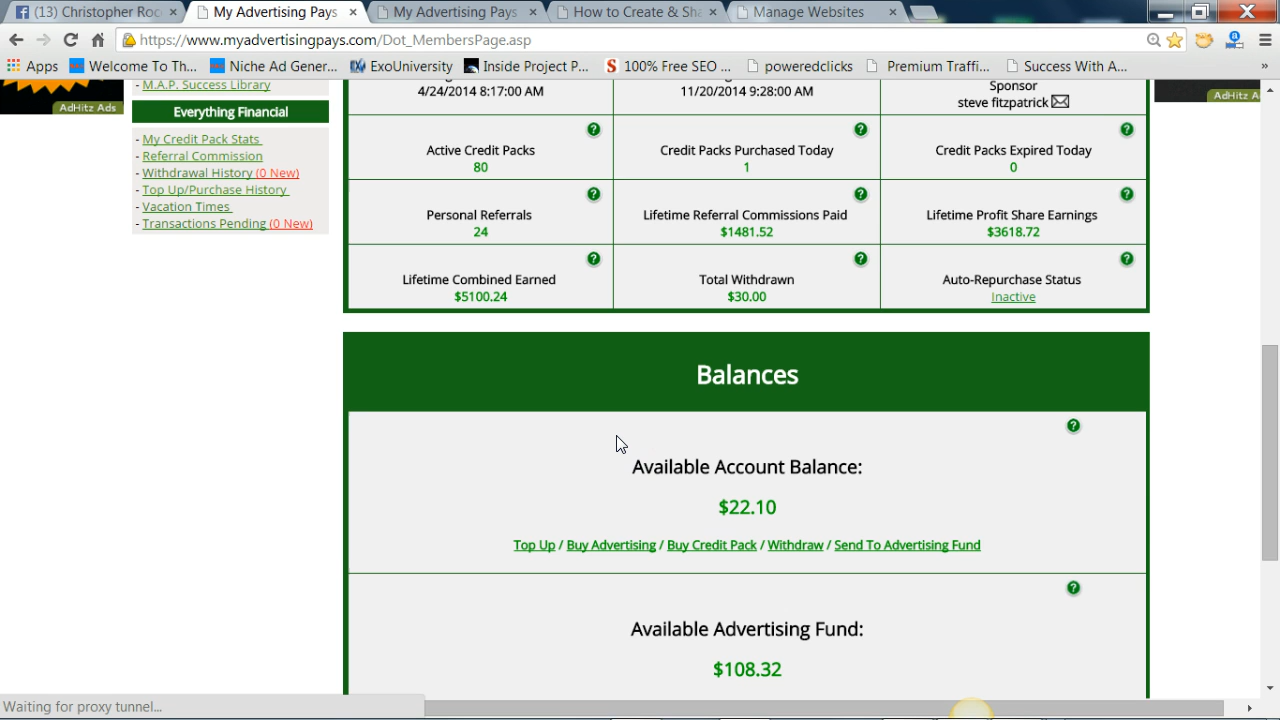 (13) Christopher Roc
My Advertising Pays
My Advertising Pays
How to Create & Sha
Manage Websites
https://www.myadvertisingpays.com/Dot_MembersPage.asp
Apps
Welcome To Th...
Niche Ad Gener...
ExoUniversity
Inside Project P...
100% Free SEO ...
poweredclicks
Premium Traffi...
Success With A...
»
AdHitz Ads
- M.A.P. Success Library
Everything Financial
- My Credit Pack Stats
- Referral Commission
- Withdrawal History (0 New)
- Top Up/Purchase History
- Vacation Times
- Transactions Pending (0 New)
4/24/2014 8:17:00 AM
11/20/2014 9:28:00 AM
Sponsor
steve fitzpatrick
AdHitz A
Active Credit Packs
80
Credit Packs Purchased Today
1
Credit Packs Expired Today
0
Personal Referrals
24
Lifetime Referral Commissions Paid
$1481.52
Lifetime Profit Share Earnings
$3618.72
Lifetime Combined Earned
$5100.24
Total Withdrawn
$30.00
Auto-Repurchase Status
Inactive
Balances
Available Account Balance:
$22.10
Top Up / Buy Advertising / Buy Credit Pack / Withdraw / Send To Advertising Fund
Available Advertising Fund:
$108.32
Waiting for proxy tunnel...